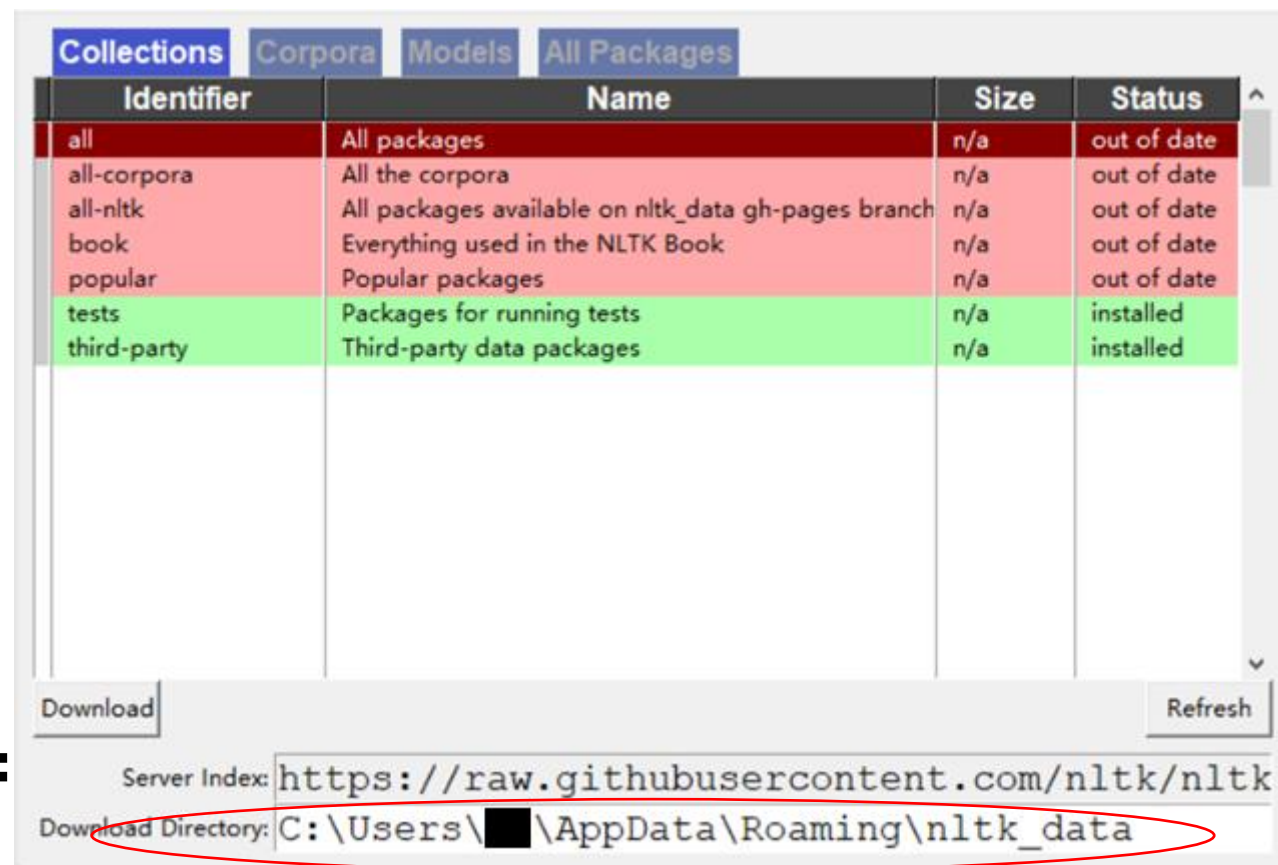 Collections Corpora Models All Packages
Identifier Name Size Status
all All packages n/a out of date
all-corpora All the corpora n/a out of date
all-nltk All packages available on nltk_data gh-pages branch n/a out of date
book Everything used in the NLTK Book n/a out of date
popular Popular packages n/a out of date
tests Packages for running tests n/a installed
third-party Third-party data packages n/a installed
Download Refresh
Server Index: https://raw.githubusercontent.com/nltk/nltk
Download Directory: C:\Users\ \AppData\Roaming\nltk_data